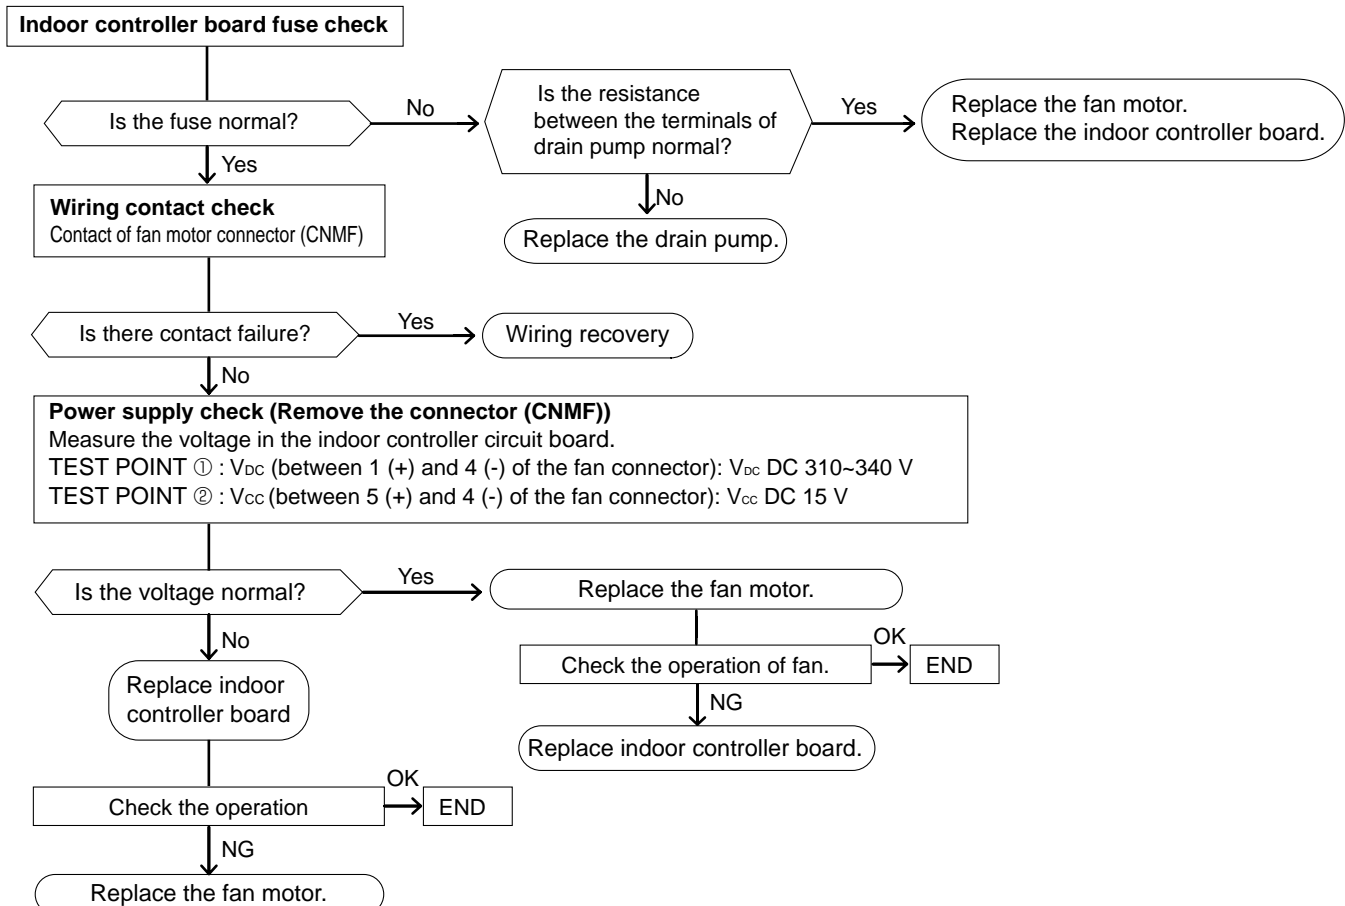 Indoor controller board fuse check
Is the fuse normal?
No
Is the resistance
between the terminals of
drain pump normal?
Yes
Replace the fan motor.
Replace the indoor controller board.
Yes
No
Replace the drain pump.
Wiring contact check
Contact of fan motor connector (CNMF)
Is there contact failure?
Yes
Wiring recovery
No
Power supply check (Remove the connector (CNMF))
Measure the voltage in the indoor controller circuit board.
TEST POINT ① : VDC (between 1 (+) and 4 (-) of the fan connector): VDC DC 310~340 V
TEST POINT ② : VCC (between 5 (+) and 4 (-) of the fan connector): Vcc DC 15 V
Is the voltage normal?
Yes
Replace the fan motor.
No
Check the operation of fan.
OK
END
NG
Replace indoor controller board.
Replace indoor
controller board
Check the operation
OK
END
NG
Replace the fan motor.